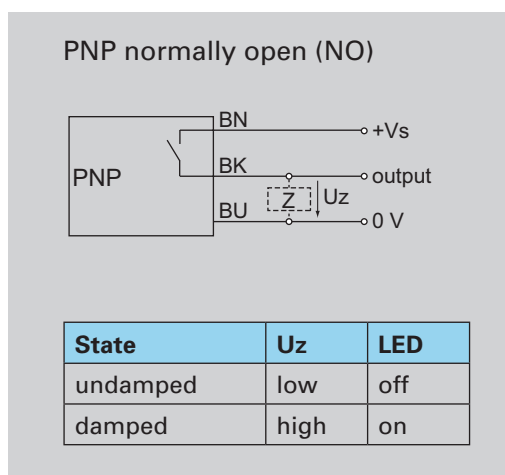 PNP normally open (NO)
BN
+Vs
PNP
BK
output
Z
Uz
BU
0 V
State Uz LED
undamped low off
damped high on